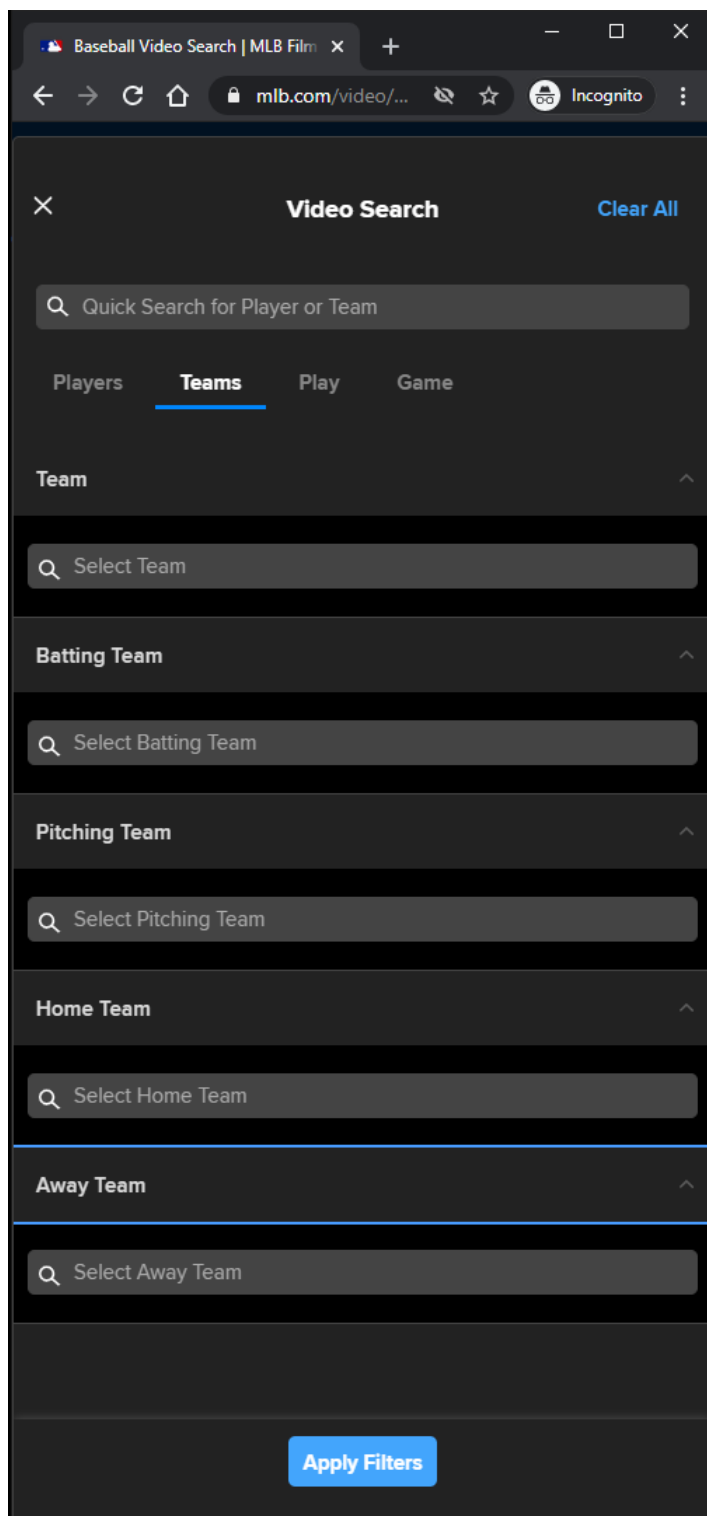 Baseball Video Search | MLB Film
mlb.com/video/... Incognito
Video Search Clear All
Quick Search for Player or Team
Players Teams Play Game
Team
Select Team
Batting Team
Select Batting Team
Pitching Team
Select Pitching Team
Home Team
Select Home Team
Away Team
Select Away Team
Apply Filters